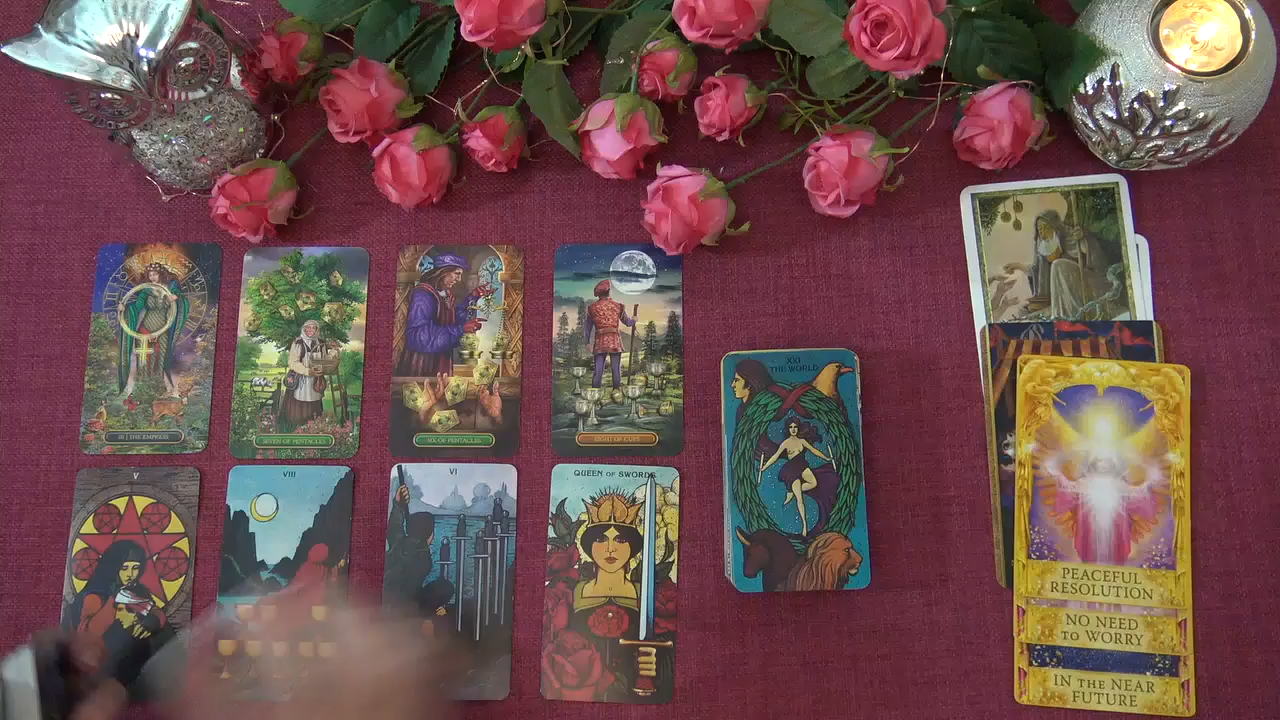 III | THE EMPRESS
SEVEN OF PENTACLES
SIX OF PENTACLES
EIGHT OF CUPS
V
VIII
VI
QUEEN OF SWORDS
XXI
THE WORLD
PEACEFUL
RESOLUTION
NO NEED
TO WORRY
IN THE NEAR
FUTURE